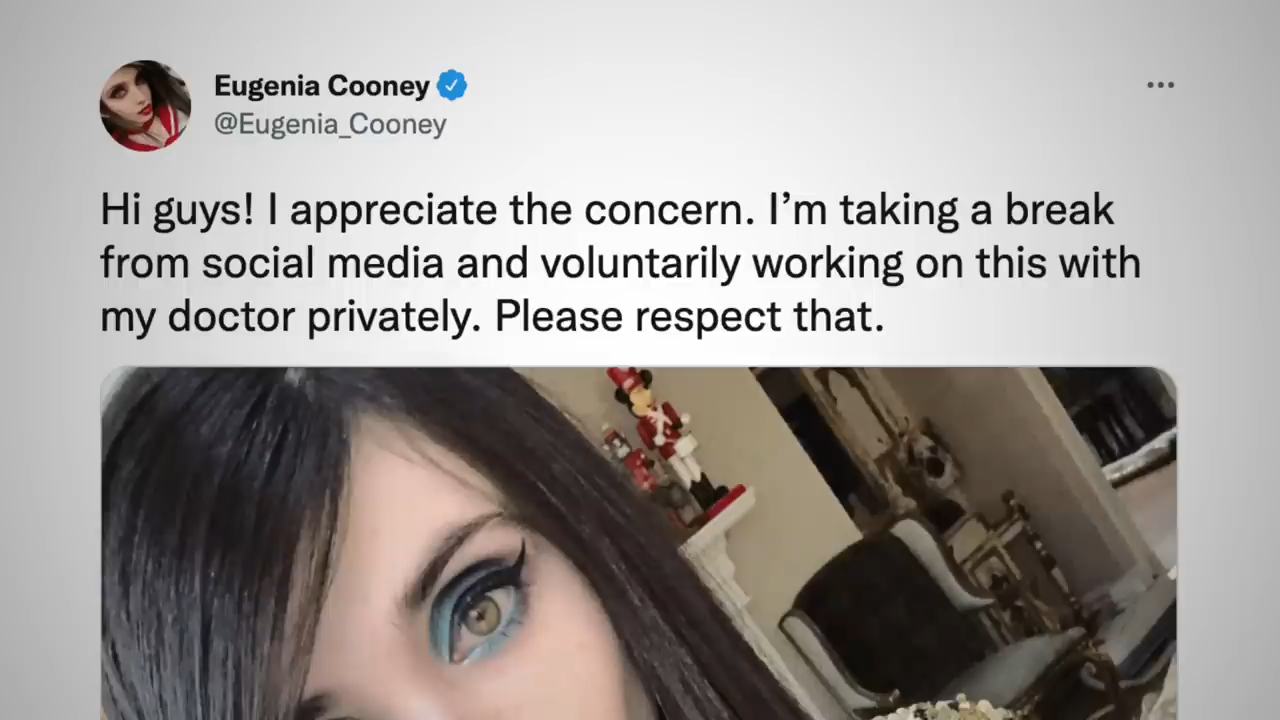 Eugenia Cooney
@Eugenia_Cooney
Hi guys! I appreciate the concern. I’m taking a break
from social media and voluntarily working on this with
my doctor privately. Please respect that.